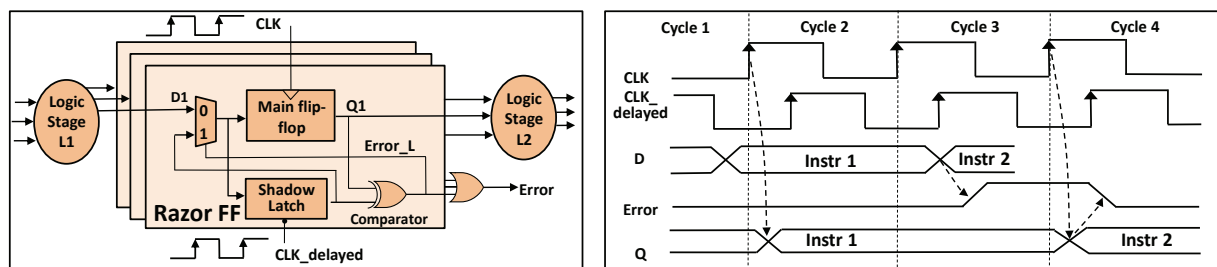 CLK
Logic
Stage
L1
D1
0
1
Main flip-
flop
Q1
Error_L
Shadow
Latch
Razor FF
Comparator
CLK_delayed
Logic
Stage
L2
Error
Cycle 1
Cycle 2
Cycle 3
Cycle 4
CLK
CLK_
delayed
D
Instr 1
Instr 2
Error
Q
Instr 1
Instr 2